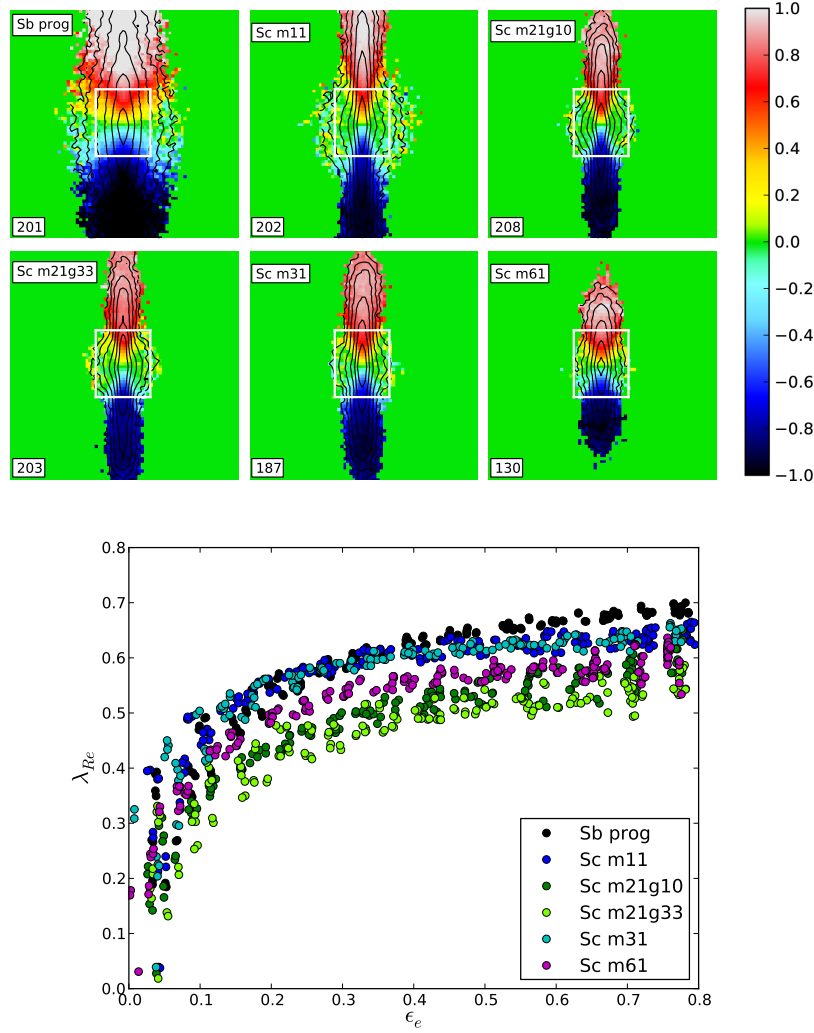 Sb prog
Sc m11
Sc m21g10
201
202
208
Sc m21g33
Sc m31
Sc m61
203
187
130
1.0
0.8
0.6
0.4
0.2
0.0
−0.2
−0.4
−0.6
−0.8
−1.0
0.8
0.7
0.6
0.5
0.4
0.3
0.2
0.1
0.0
λ_Re
Sb prog
Sc m11
Sc m21g10
Sc m21g33
Sc m31
Sc m61
0.0 0.1 0.2 0.3 0.4 0.5 0.6 0.7 0.8
ϵ_e